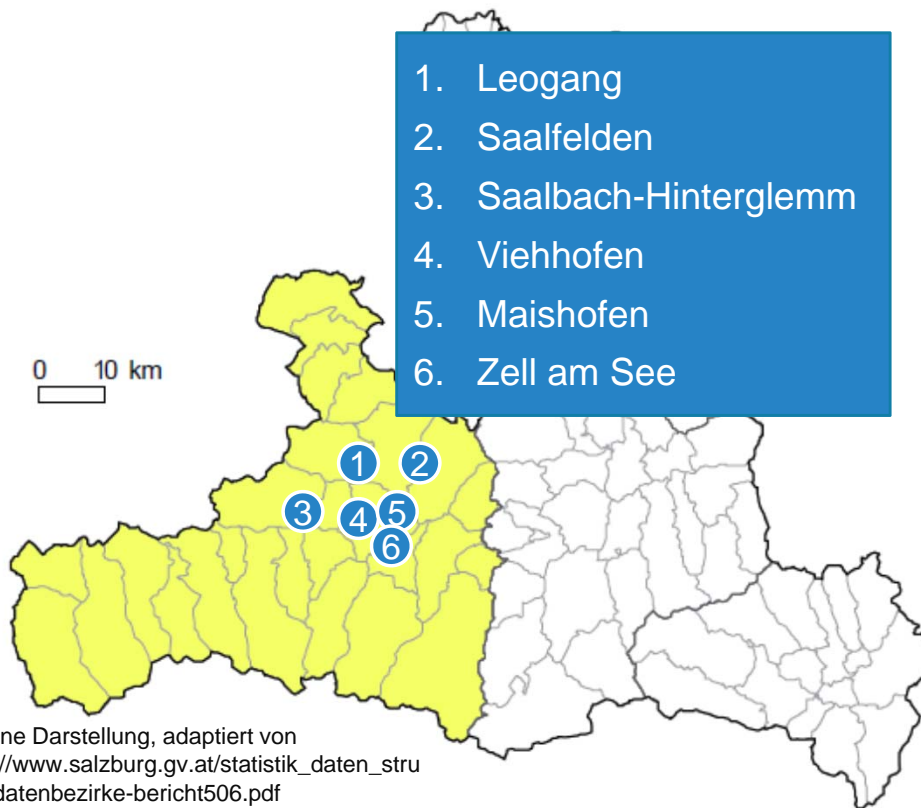 1. Leogang
2. Saalfelden
3. Saalbach-Hinterglemm
4. Viehhofen
5. Maishofen
6. Zell am See
0 10 km
1 2
3 4 5
6
ne Darstellung, adaptiert von
//www.salzburg.gv.at/statistik_daten_stru
datenbezirke-bericht506.pdf